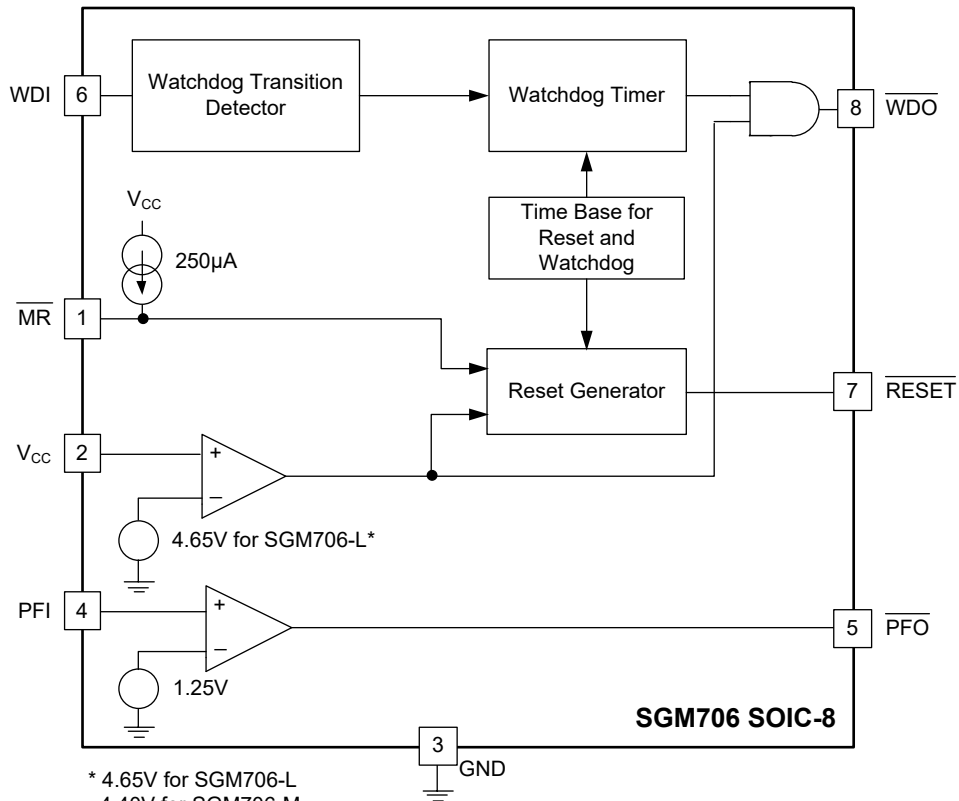 WDI
6
Watchdog Transition
Detector
Watchdog Timer
8
WDO
VCC
250µA
Time Base for
Reset and
Watchdog
MR
1
Reset Generator
7
RESET
VCC
2
+
−
4.65V for SGM706-L*
PFI
4
+
−
1.25V
5
PFO
SGM706 SOIC-8
3
GND
* 4.65V for SGM706-L